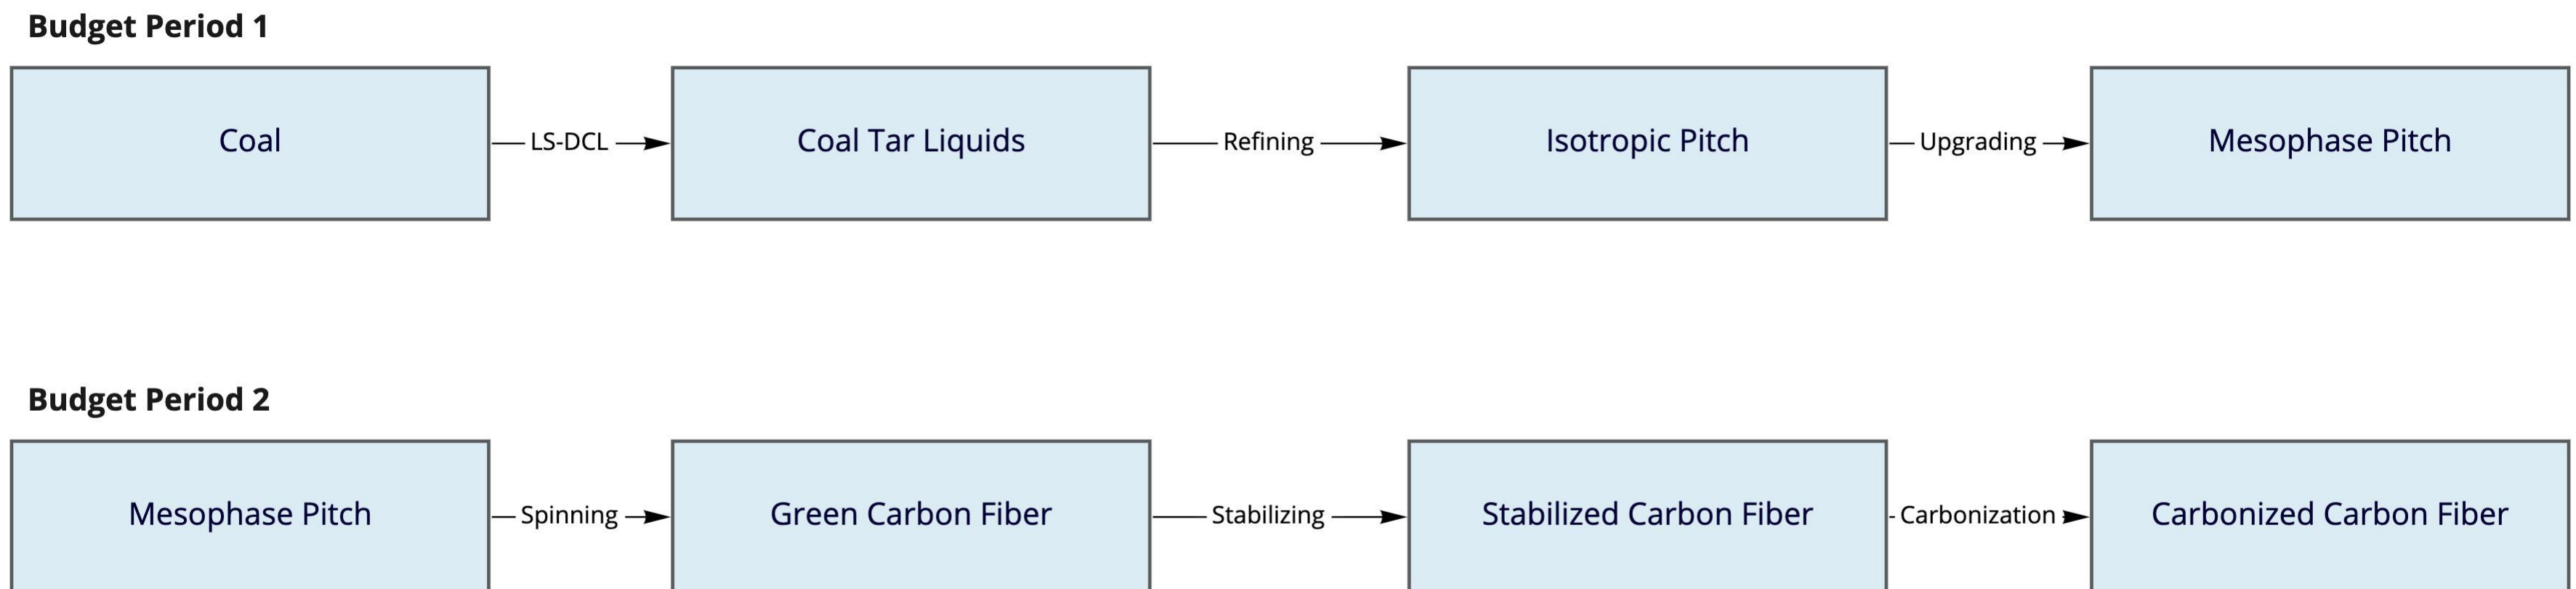 Budget Period 1
Coal
LS-DCL
Coal Tar Liquids
Refining
Isotropic Pitch
Upgrading
Mesophase Pitch
Budget Period 2
Mesophase Pitch
Spinning
Green Carbon Fiber
Stabilizing
Stabilized Carbon Fiber
Carbonization
Carbonized Carbon Fiber